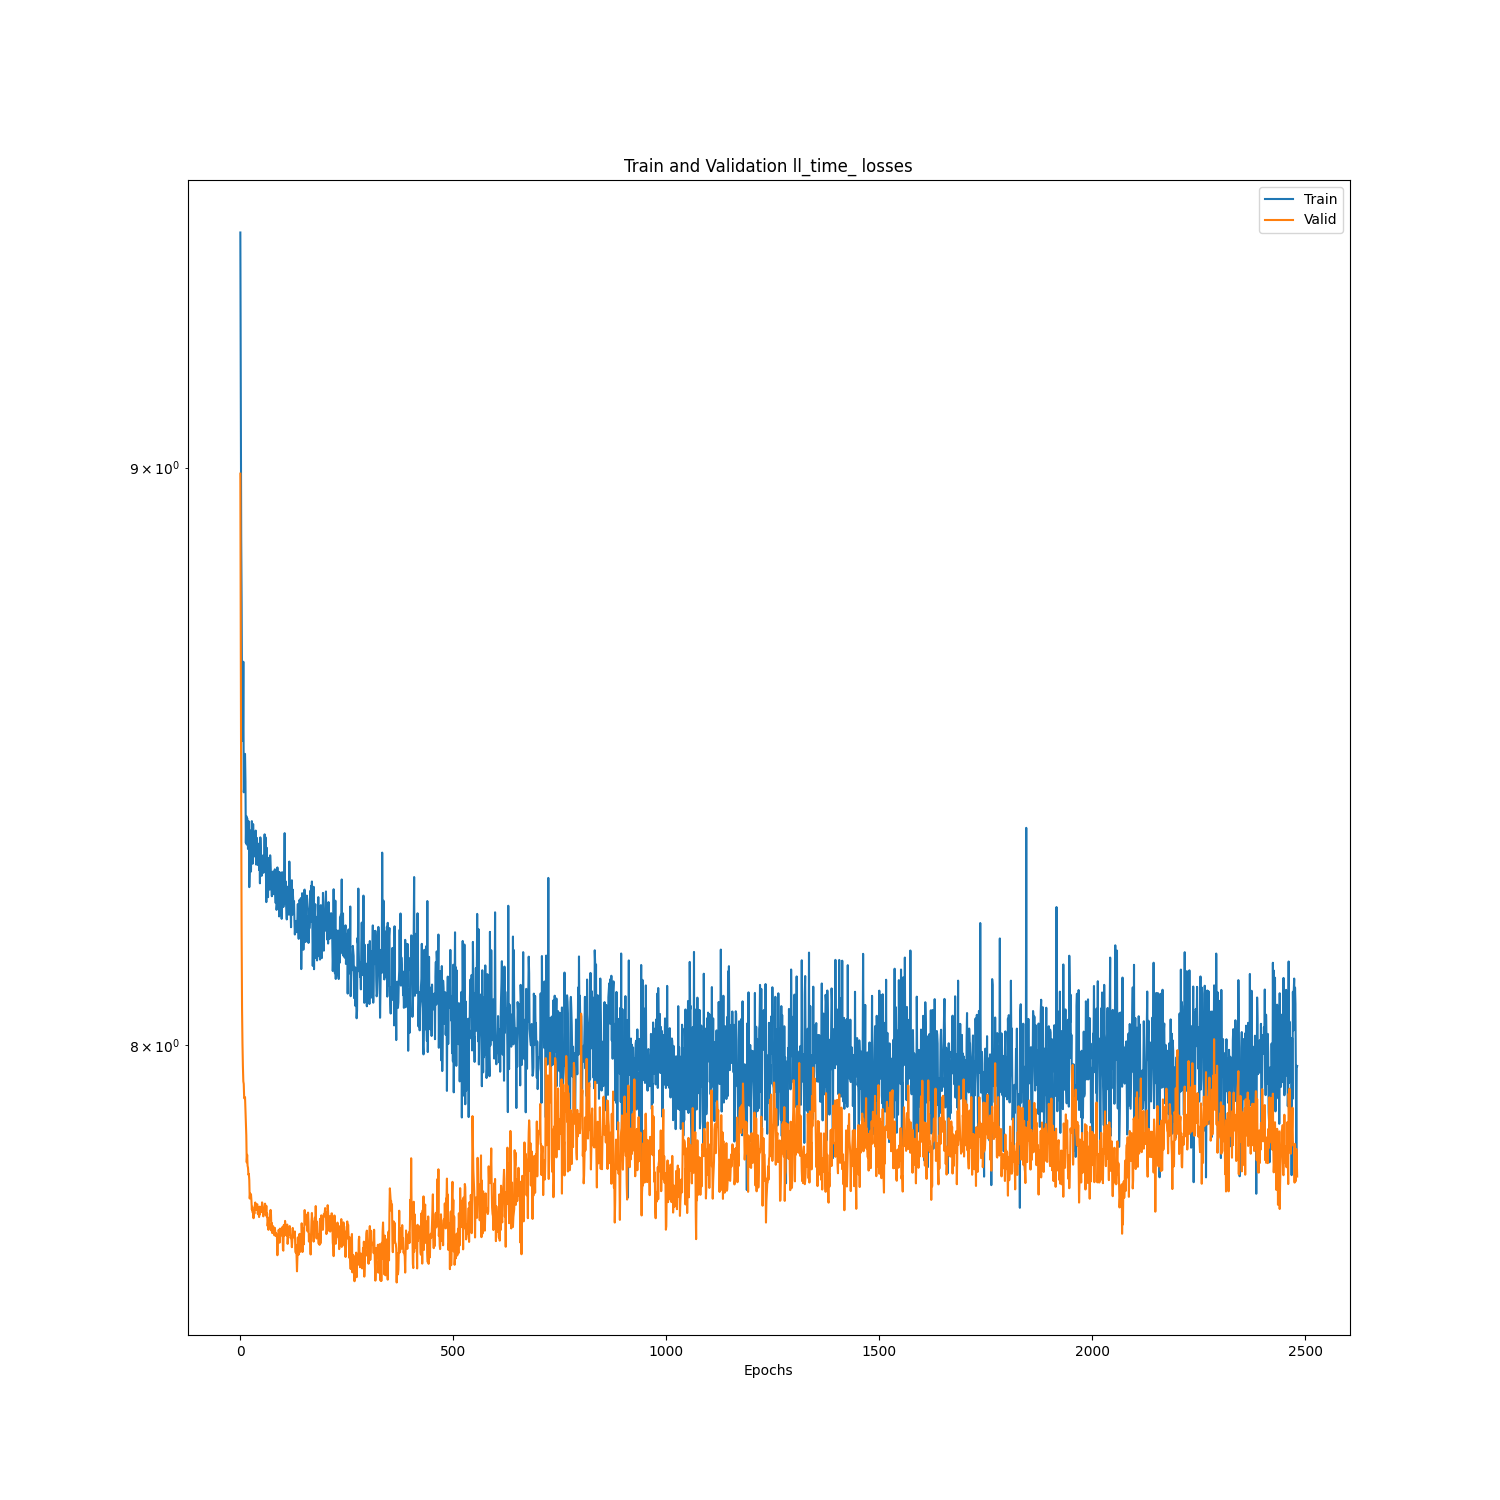 Train and Validation ll_time_ losses
Train
Valid
9 × 10⁰
8 × 10⁰
0 500 1000 1500 2000 2500
Epochs